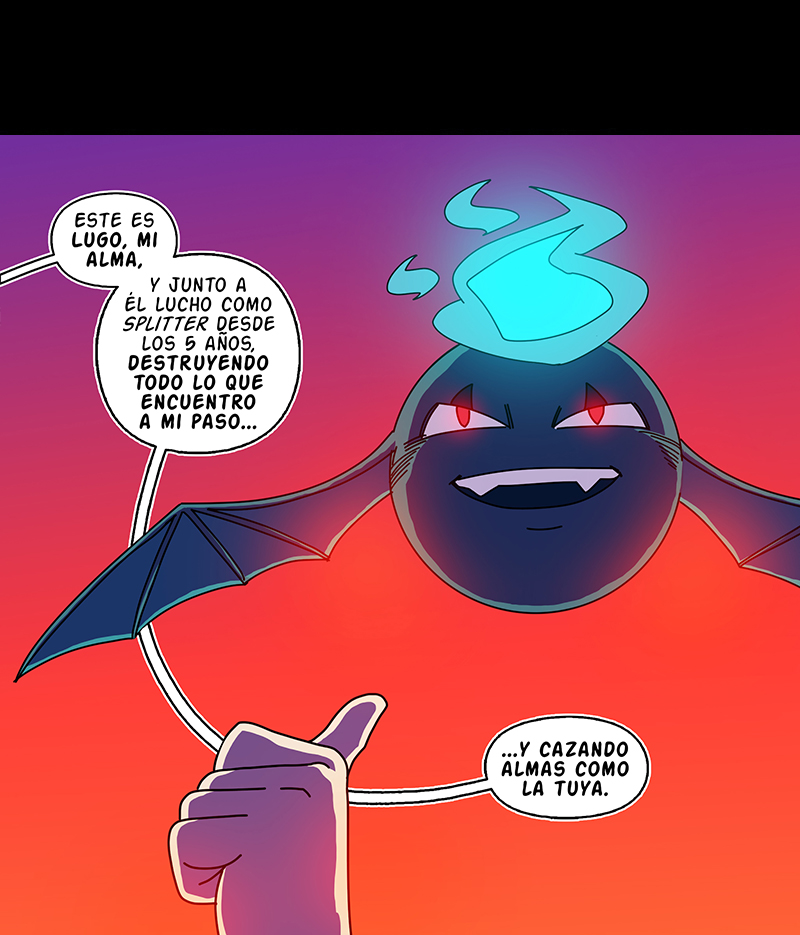 ESTE ES
LUGO, MI
ALMA,
Y JUNTO A
ÉL LUCHO COMO
SPLITTER DESDE
LOS 5 AÑOS,
DESTRUYENDO
TODO LO QUE
ENCUENTRO
A MI PASO...
...Y CAZANDO
ALMAS COMO
LA TUYA.